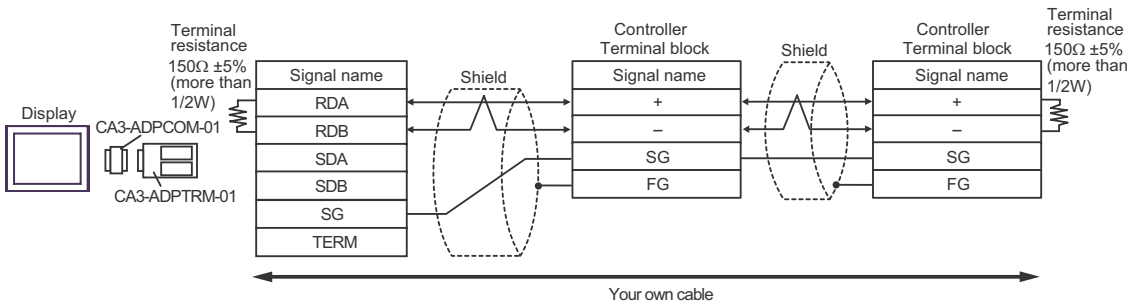 Terminal
resistance
150Ω ±5%
(more than
1/2W)
Display
CA3-ADPCOM-01
CA3-ADPTRM-01
Signal name
RDA
RDB
SDA
SDB
SG
TERM
Shield
Controller
Terminal block
Signal name
+
–
SG
FG
Shield
Controller
Terminal block
Signal name
+
–
SG
FG
Terminal
resistance
150Ω ±5%
(more than
1/2W)
Your own cable